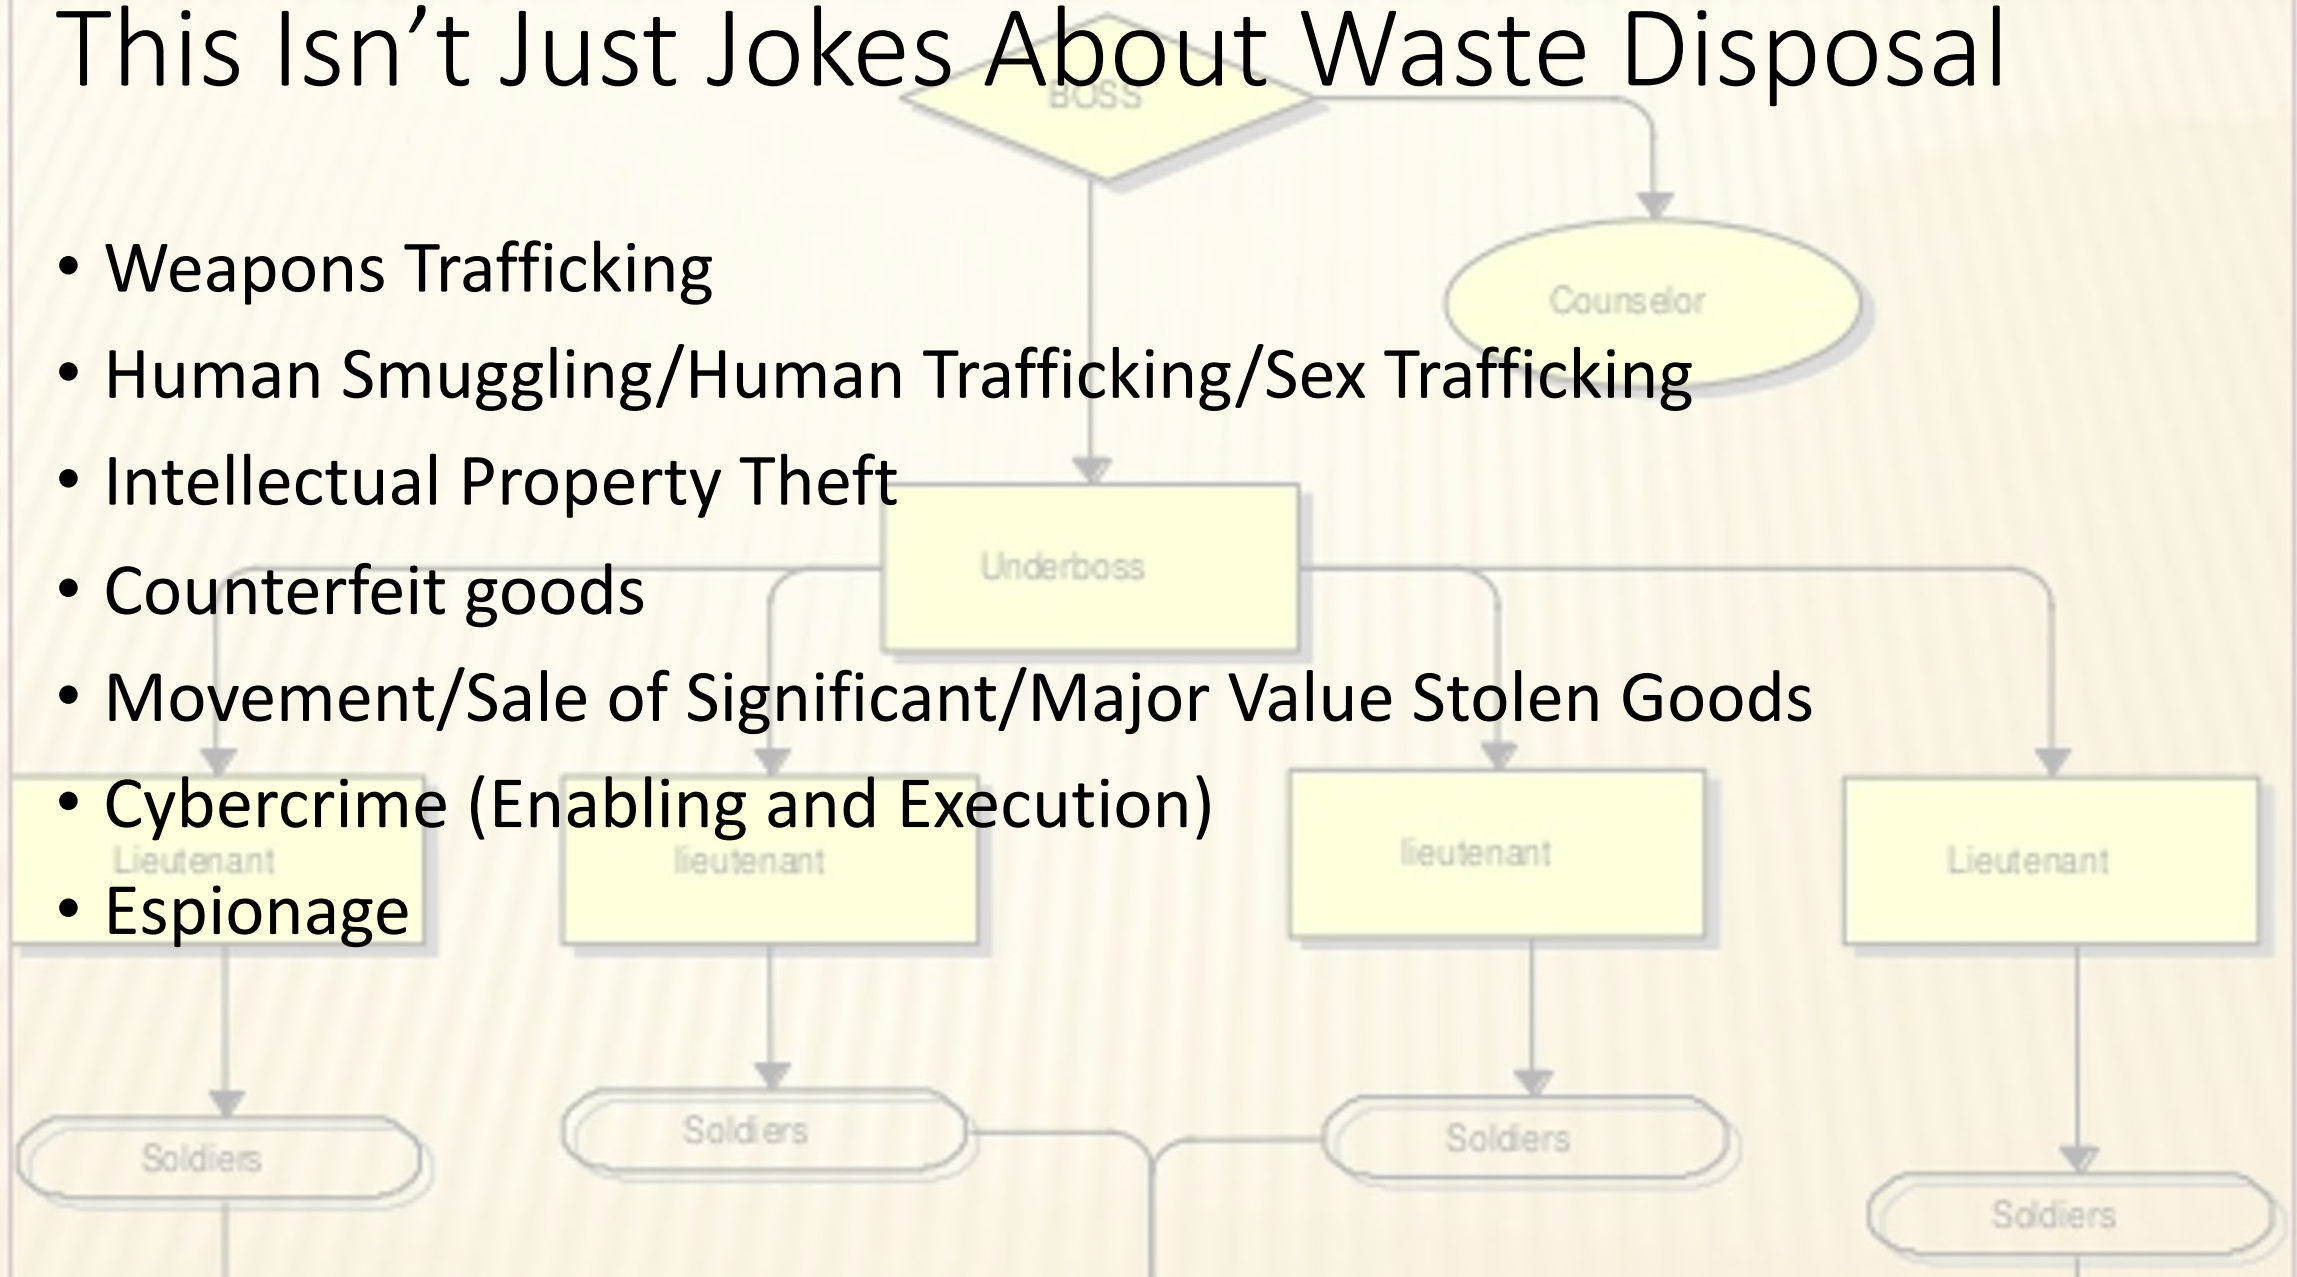 This Isn’t Just Jokes About Waste Disposal
BOSS
• Weapons Trafficking
Counselor
• Human Smuggling/Human Trafficking/Sex Trafficking
• Intellectual Property Theft
Underboss
• Counterfeit goods
• Movement/Sale of Significant/Major Value Stolen Goods
• Cybercrime (Enabling and Execution)
Lieutenant
lieutenant
lieutenant
Lieutenant
• Espionage
Soldiers
Soldiers
Soldiers
Soldiers